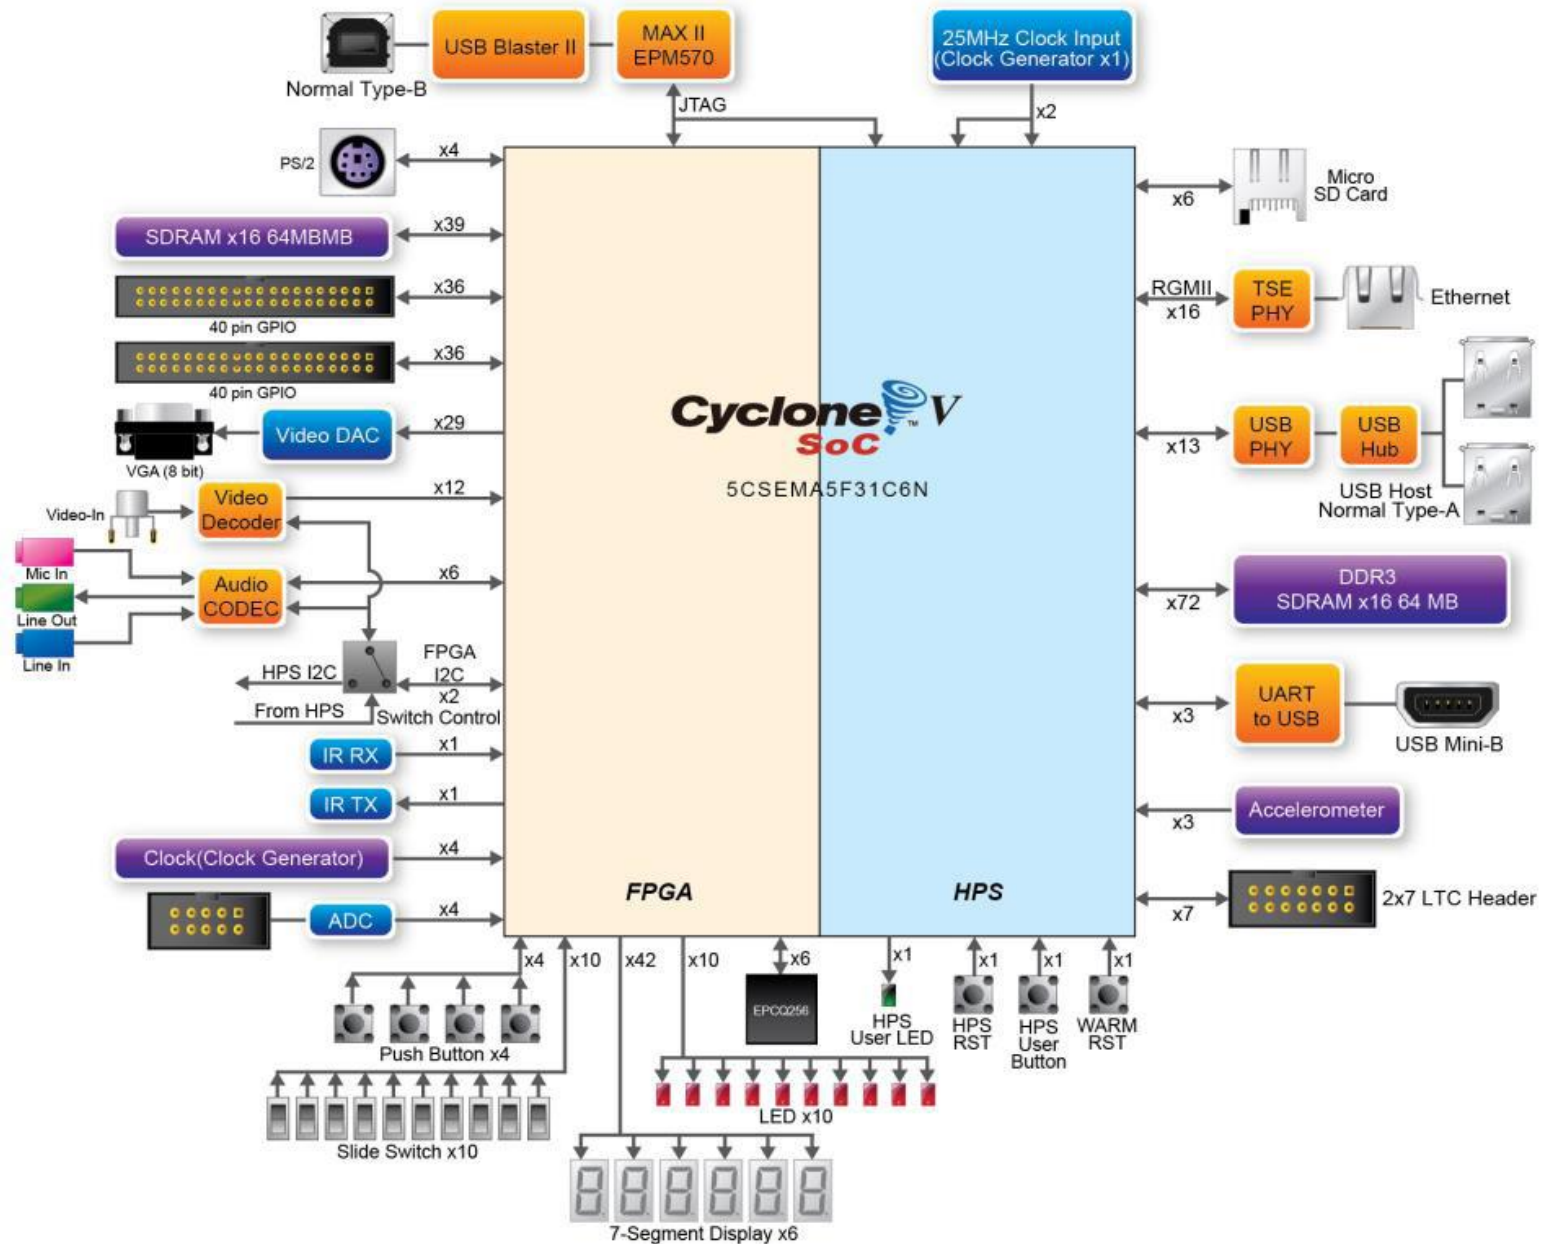 USB Blaster II
MAX II
EPM570
25MHz Clock Input
(Clock Generator x1)
Normal Type-B
JTAG
x2
PS/2
x4
x6
Micro
SD Card
SDRAM x16 64MBMB
x39
x36
40 pin GPIO
RGMII
x16
TSE
PHY
Ethernet
x36
40 pin GPIO
Cyclone V
™
SoC
5CSEMA5F31C6N
VGA (8 bit)
Video DAC
x29
x13
USB
PHY
USB
Hub
USB Host
Normal Type-A
Video-In
Video
Decoder
x12
Mic In
Line Out
Line In
Audio
CODEC
x6
x72
DDR3
SDRAM x16 64 MB
HPS I2C
From HPS
FPGA
I2C
x2
Switch Control
x3
UART
to USB
USB Mini-B
IR RX
x1
IR TX
x1
x3
Accelerometer
Clock(Clock Generator)
x4
ADC
x4
FPGA
HPS
x7
2x7 LTC Header
x4
x10
x42
x10
x6
x1
x1
x1
x1
Push Button x4
EPCQ256
HPS
User LED
HPS
RST
HPS
User
Button
WARM
RST
Slide Switch x10
LED x10
7-Segment Display x6